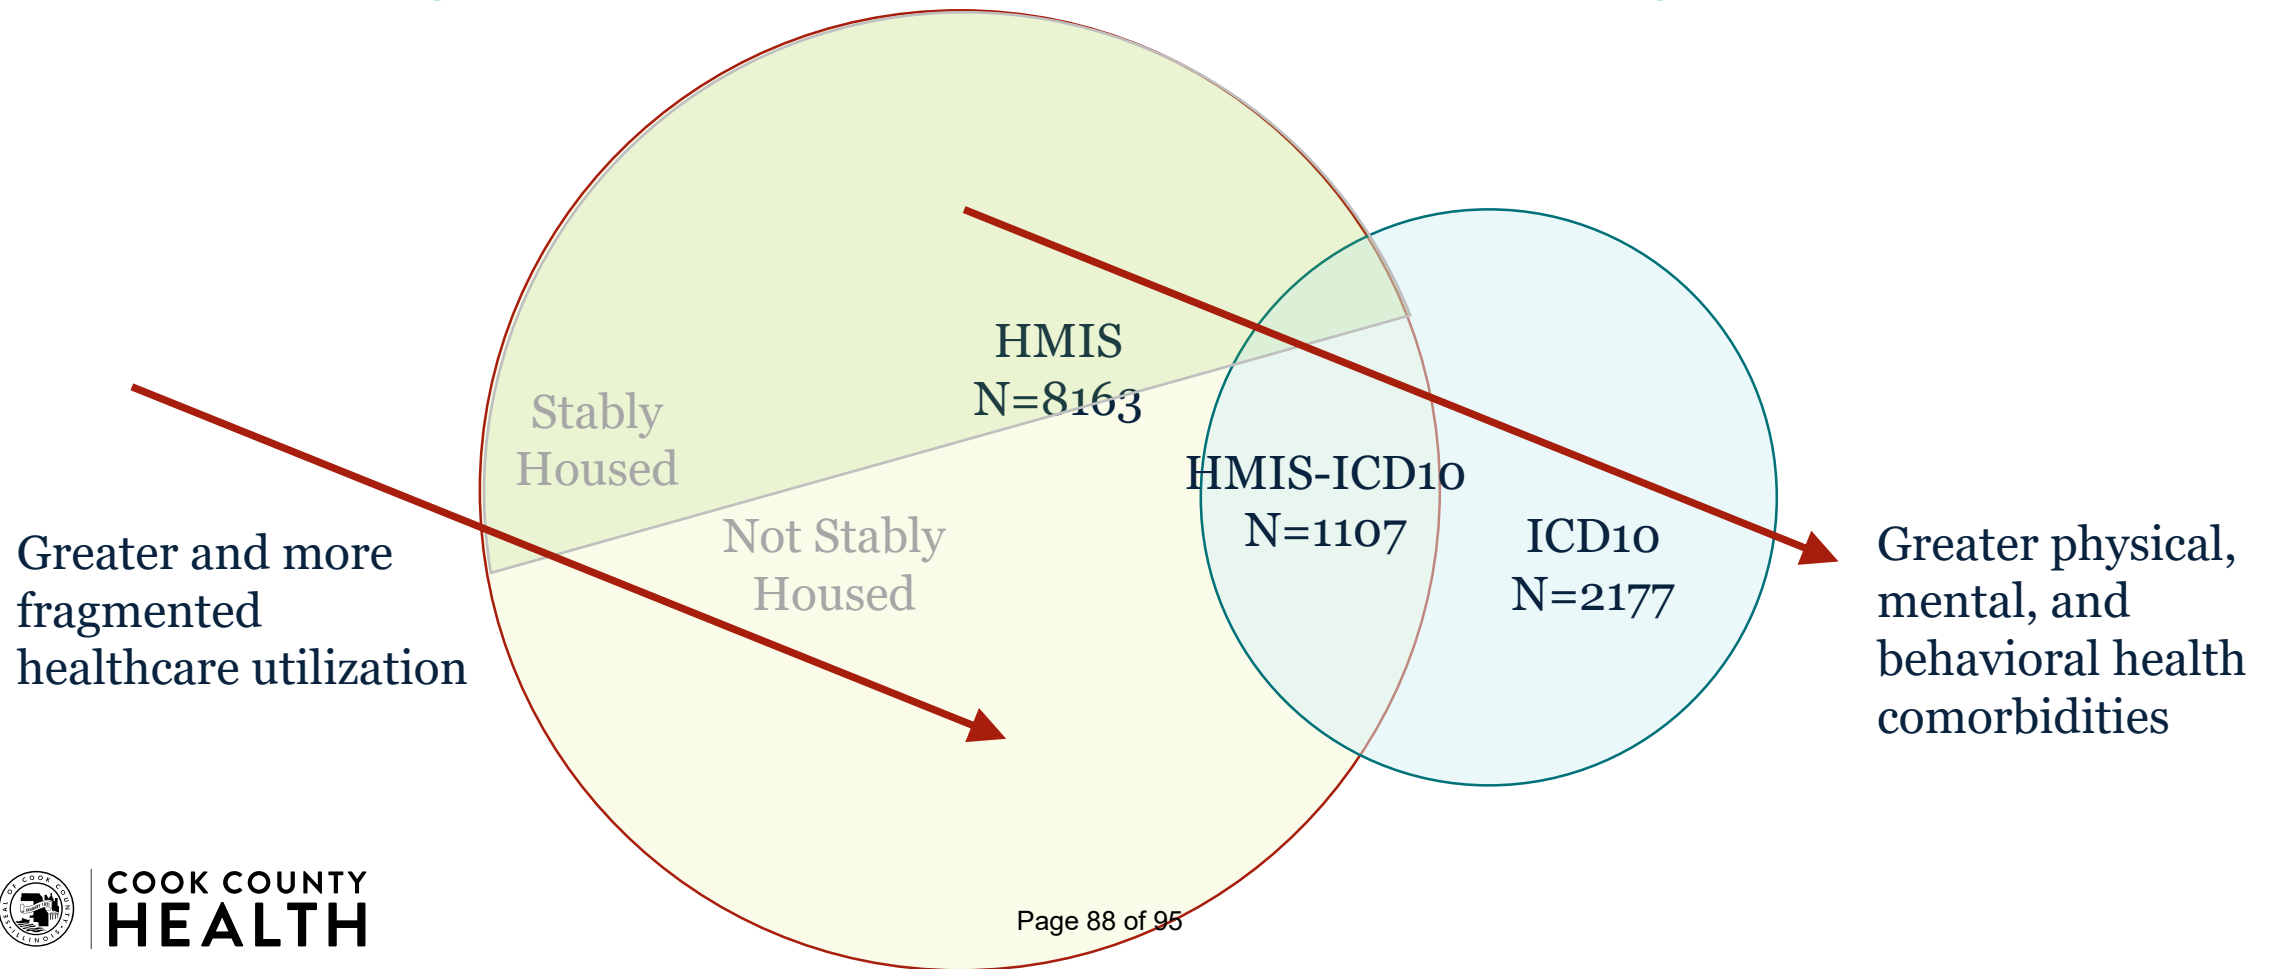 HMIS
N=8163
Stably
Housed
Not Stably
Housed
HMIS-ICD10
N=1107
ICD10
N=2177
Greater and more
fragmented
healthcare utilization
Greater physical,
mental, and
behavioral health
comorbidities
COOK COUNTY
HEALTH
Page 88 of 95